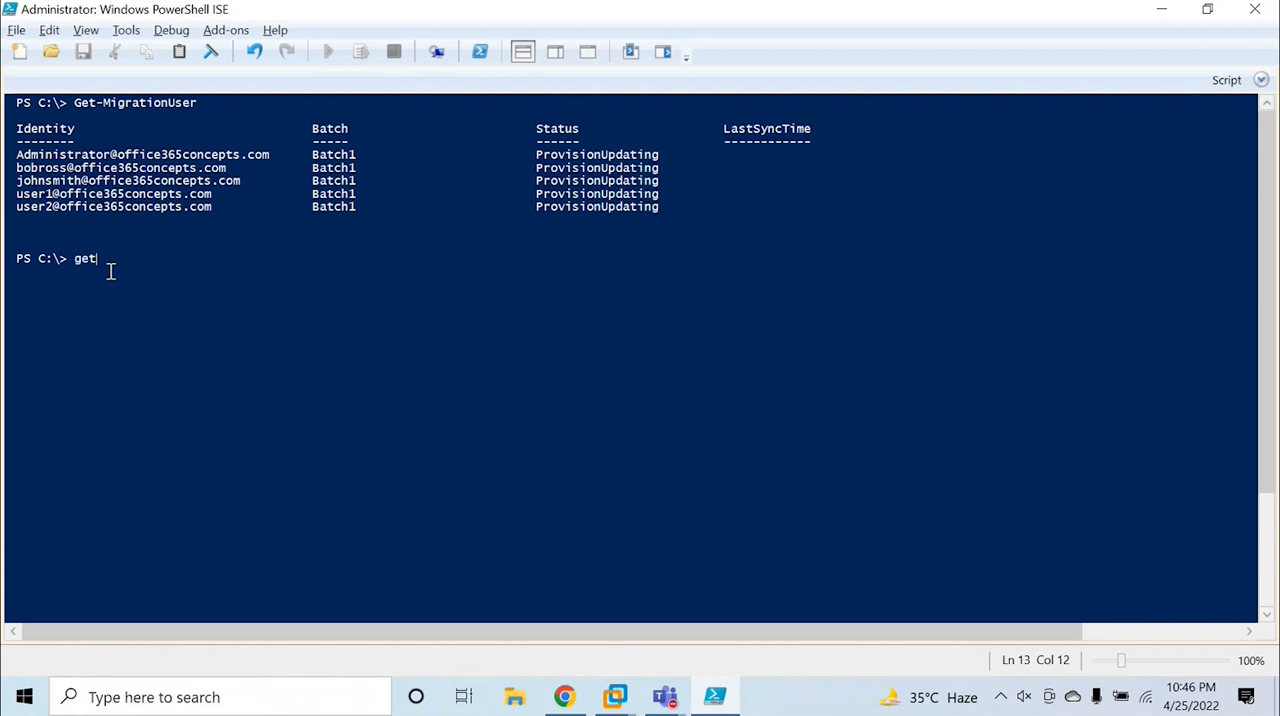 Administrator: Windows PowerShell ISE
File Edit View Tools Debug Add-ons Help
Script
PS C:\> Get-MigrationUser
Identity Batch Status LastSyncTime
-------- ----- ------ ------------
Administrator@office365concepts.com Batch1 ProvisionUpdating
bobross@office365concepts.com Batch1 ProvisionUpdating
johnsmith@office365concepts.com Batch1 ProvisionUpdating
user1@office365concepts.com Batch1 ProvisionUpdating
user2@office365concepts.com Batch1 ProvisionUpdating
PS C:\> get
Ln 13 Col 12 100%
Type here to search
35°C Haze
10:46 PM
4/25/2022